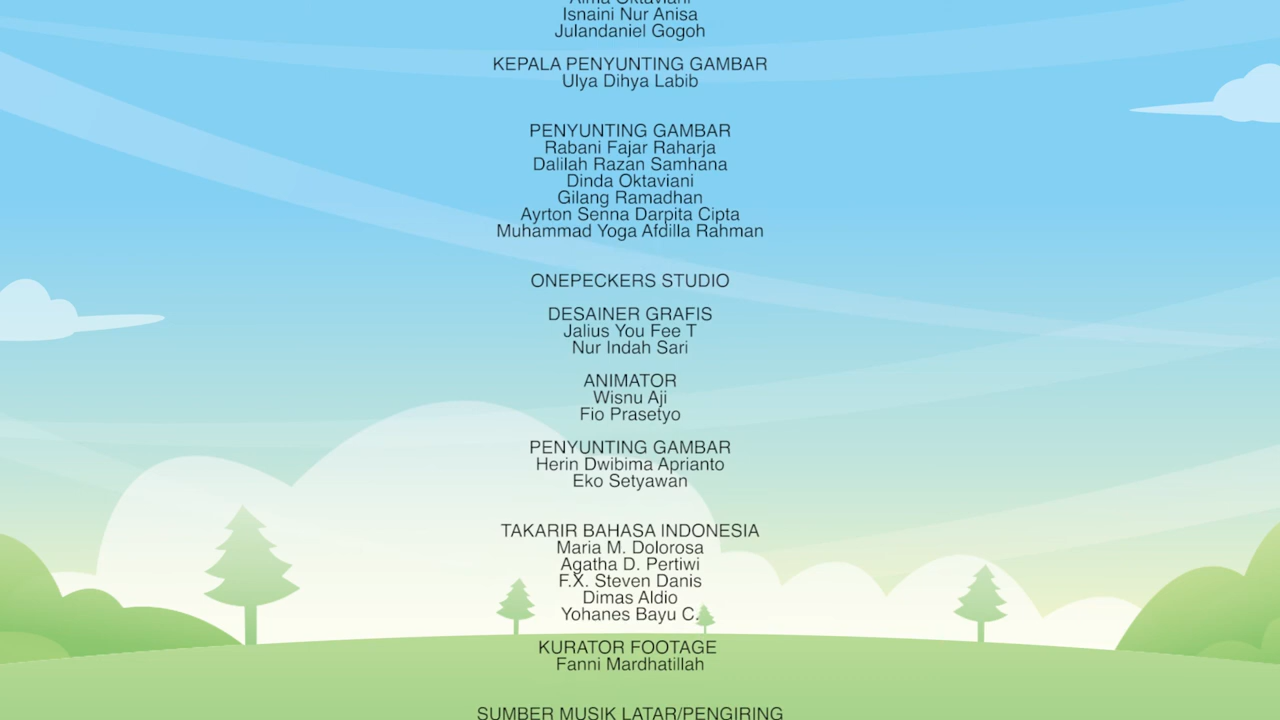 Oktaviani
Isnaini Nur Anisa
Julandaniel Gogoh
KEPALA PENYUNTING GAMBAR
Ulya Dihya Labib
PENYUNTING GAMBAR
Rabani Fajar Raharja
Dalilah Razan Samhana
Dinda Oktaviani
Gilang Ramadhan
Ayrton Senna Darpita Cipta
Muhammad Yoga Afdilla Rahman
ONEPECKERS STUDIO
DESAINER GRAFIS
Jalius You Fee T
Nur Indah Sari
ANIMATOR
Wisnu Aji
Fio Prasetyo
PENYUNTING GAMBAR
Herin Dwibima Aprianto
Eko Setyawan
TAKARIR BAHASA INDONESIA
Maria M. Dolorosa
Agatha D. Pertiwi
F.X. Steven Danis
Dimas Aldio
Yohanes Bayu C.
KURATOR FOOTAGE
Fanni Mardhatillah
SUMBER MUSIK LATAR/PENGIRING